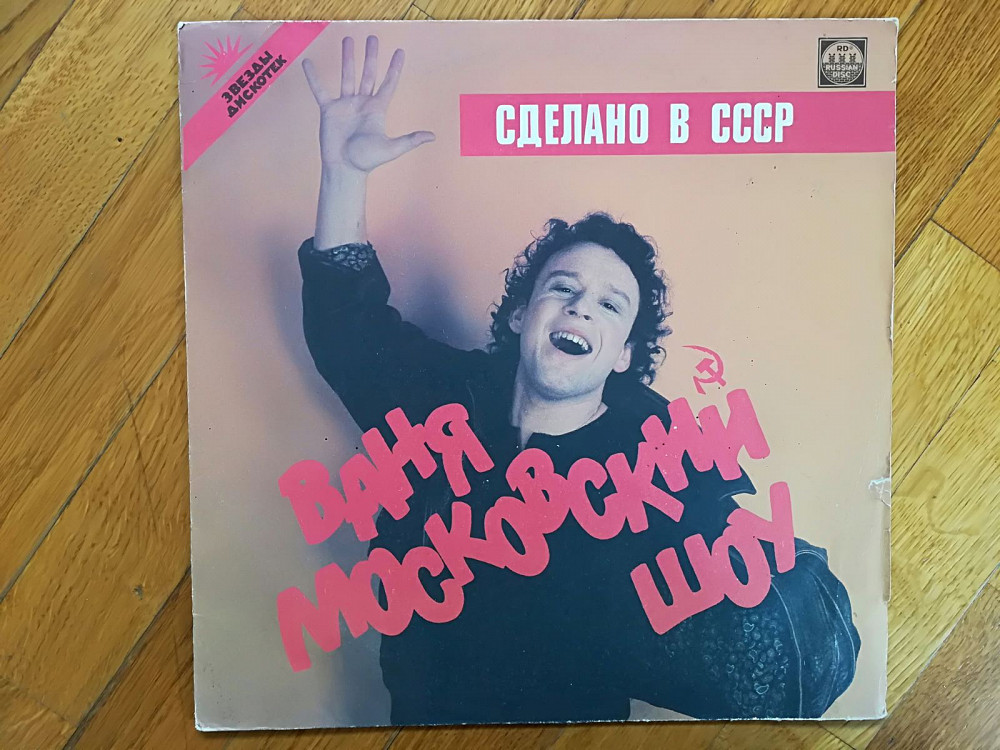 ЗВЕЗДЫ
ДИСКОТЕК
RD®
RUSSIAN
DISC
СДЕЛАНО В СССР
ВАНЯ
МОСКОВСКИЙ
ШОУ